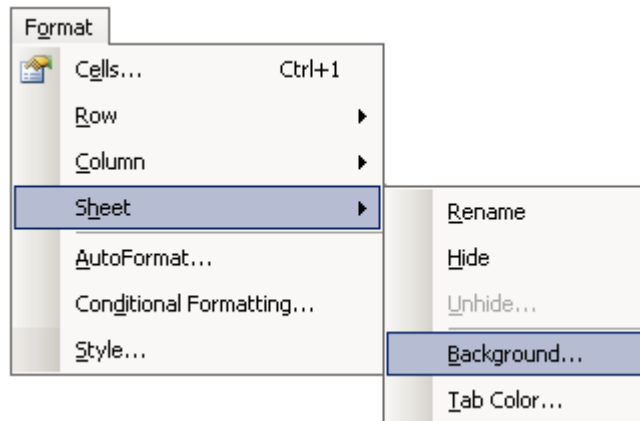 Format
Cells... Ctrl+1
Row
Column
Sheet
AutoFormat...
Conditional Formatting...
Style...
Rename
Hide
Unhide...
Background...
Tab Color...